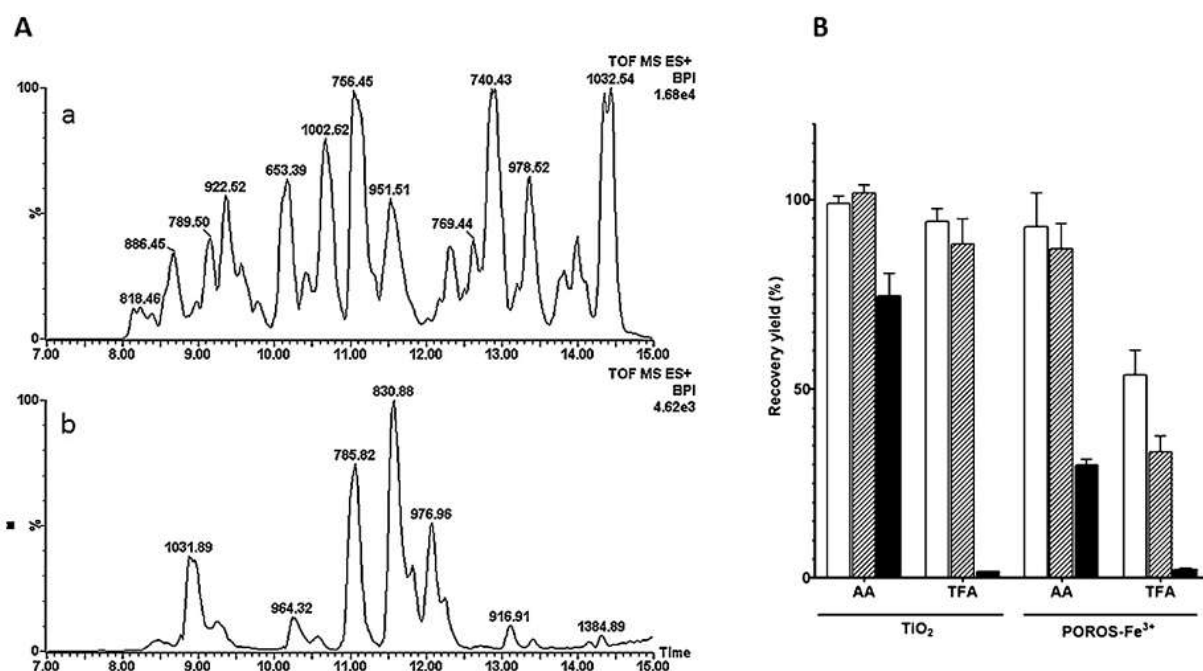 A
B
a
TOF MS ES+
BPI
1.68e4
100
%
0
818.46
886.45
789.50
922.52
653.39
1002.62
756.45
951.51
769.44
740.43
978.52
1032.54
7.00 8.00 9.00 10.00 11.00 12.00 13.00 14.00 15.00
b
TOF MS ES+
BPI
4.62e3
100
%
0
1031.89
964.32
785.82
830.88
976.96
916.91
1384.89
Time
7.00 8.00 9.00 10.00 11.00 12.00 13.00 14.00 15.00
Recovery yield (%)
100
50
0
AA TFA AA TFA
TIO₂ POROS-Fe³⁺